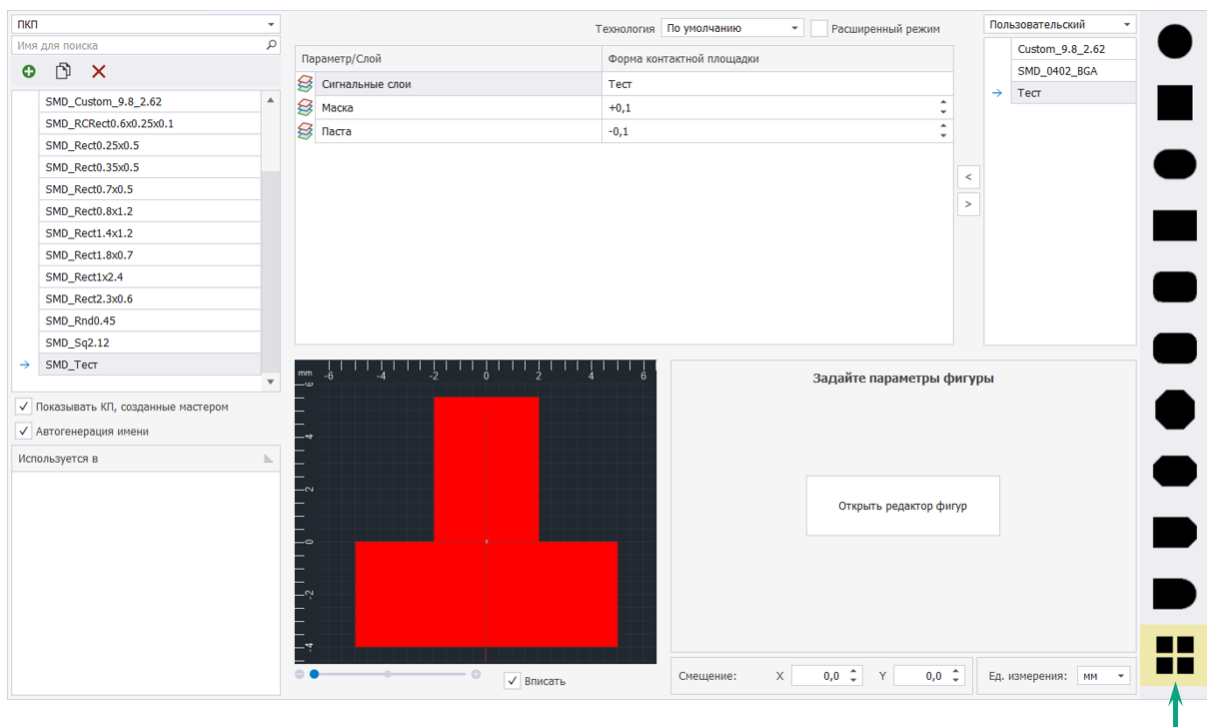 ПКП
Имя для поиска
SMD_Custom_9.8_2.62
SMD_RCRect0.6x0.25x0.1
SMD_Rect0.25x0.5
SMD_Rect0.35x0.5
SMD_Rect0.7x0.5
SMD_Rect0.8x1.2
SMD_Rect1.4x1.2
SMD_Rect1.8x0.7
SMD_Rect1x2.4
SMD_Rect2.3x0.6
SMD_Rnd0.45
SMD_Sq2.12
SMD_Тест
Показывать КП, созданные мастером
Автогенерация имени
Используется в
Технология По умолчанию Расширенный режим
Параметр/Слой Форма контактной площадки
Сигнальные слои Тест
Маска +0,1
Паста -0,1
<
>
Пользовательский
Custom_9.8_2.62
SMD_0402_BGA
Тест
mm -6 -4 -2 0 2 4 6
6
4
2
0
-2
-4
Вписать
Задайте параметры фигуры
Открыть редактор фигур
Смещение: X 0,0 Y 0,0
Ед. измерения: мм